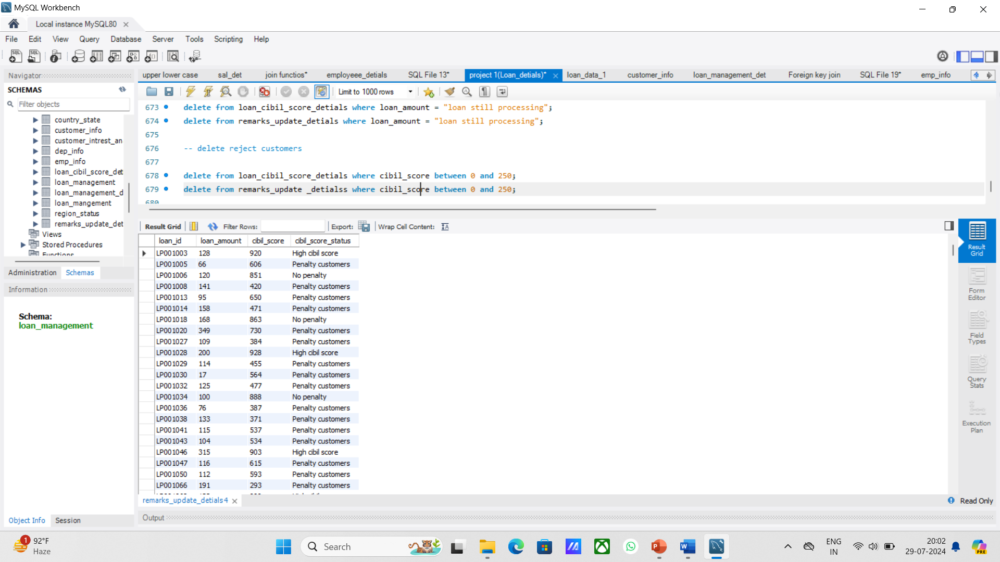 MySQL Workbench
Local instance MySQL80
File Edit View Query Database Server Tools Scripting Help
Navigator
SCHEMAS
Filter objects
country_state
customer_info
customer_intrest_an
dep_info
emp_info
loan_cibil_score_det
loan_management
loan_management_d
loan_mangement
region_status
remarks_update_det
Views
Stored Procedures
Functions
Administration Schemas
Information
Schema:
loan_management
Object Info Session
upper lower case sal_det join functios* employeee_detials SQL File 13* project 1(Loan_detials)* loan_data_1 customer_info loan_management_det Foreign key join SQL File 19* emp_info
Limit to 1000 rows
673 delete from loan_cibil_score_detials where loan_amount = "loan still processing";
674 delete from remarks_update_detials where loan_amount = "loan still processing";
675
676 -- delete reject customers
677
678 delete from loan_cibil_score_detials where cibil_score between 0 and 250;
679 delete from remarks_update _detialss where cibil_score between 0 and 250;
680
Result Grid Filter Rows: Export: Wrap Cell Content:
loan_id loan_amount cibil_score cibil_score_status
LP001003 128 920 High cibil score
LP001005 66 606 Penalty customers
LP001006 120 851 No penalty
LP001008 141 420 Penalty customers
LP001013 95 650 Penalty customers
LP001014 158 471 Penalty customers
LP001018 168 863 No penalty
LP001020 349 730 Penalty customers
LP001027 109 384 Penalty customers
LP001028 200 928 High cibil score
LP001029 114 455 Penalty customers
LP001030 17 564 Penalty customers
LP001032 125 477 Penalty customers
LP001034 100 888 No penalty
LP001036 76 387 Penalty customers
LP001038 133 371 Penalty customers
LP001041 115 537 Penalty customers
LP001043 104 534 Penalty customers
LP001046 315 903 High cibil score
LP001047 116 615 Penalty customers
LP001050 112 593 Penalty customers
LP001066 191 293 Penalty customers
Result
Grid
Form
Editor
Field
Types
Query
Stats
Execution
Plan
remarks_update_detials 4
Read Only
Output
1
92°F
Haze
Search
ENG
IN
20:02
29-07-2024
PRE